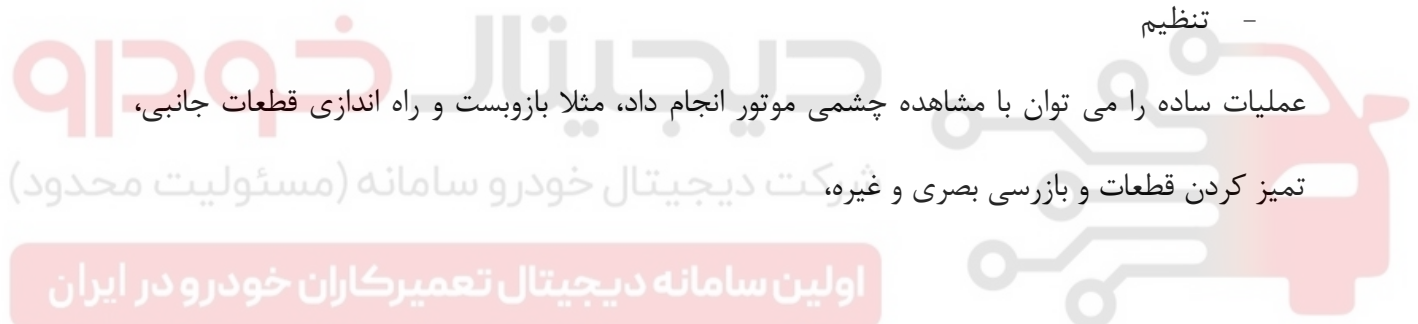 - تنظیم
دیجیتال خودرو
عملیات ساده را می توان با مشاهده چشمی موتور انجام داد، مثلا بازوبست و راه اندازی قطعات جانبی،
شرکت دیجیتال خودرو سامانه (مسئولیت محدود)
تمیز کردن قطعات و بازرسی بصری و غیره،
اولین سامانه دیجیتال تعمیرکاران خودرو در ایران